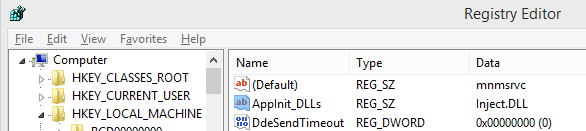 Registry Editor
File Edit View Favorites Help
Computer
HKEY_CLASSES_ROOT
HKEY_CURRENT_USER
HKEY_LOCAL_MACHINE
BCD00000000
Name Type Data
(Default) REG_SZ mnmsrvc
AppInit_DLLs REG_SZ Inject.DLL
DdeSendTimeout REG_DWORD 0x00000000 (0)